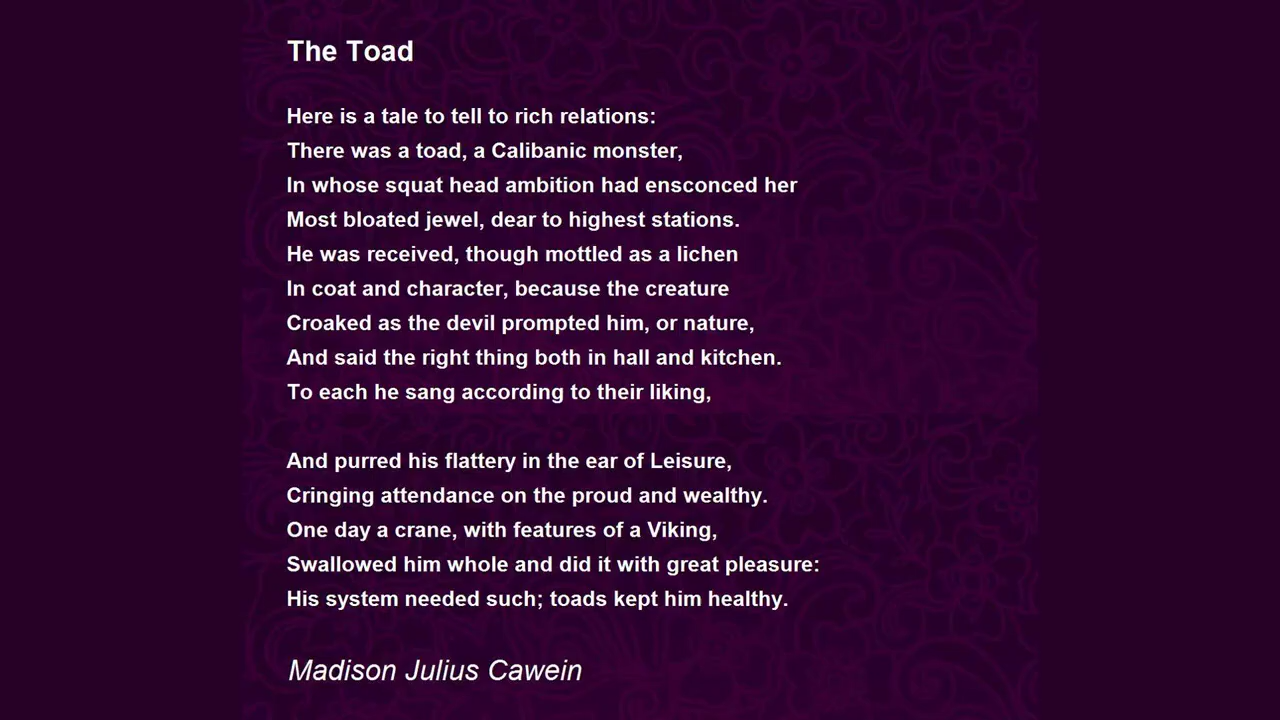 The Toad
Here is a tale to tell to rich relations:
There was a toad, a Calibanic monster,
In whose squat head ambition had ensconced her
Most bloated jewel, dear to highest stations.
He was received, though mottled as a lichen
In coat and character, because the creature
Croaked as the devil prompted him, or nature,
And said the right thing both in hall and kitchen.
To each he sang according to their liking,
And purred his flattery in the ear of Leisure,
Cringing attendance on the proud and wealthy.
One day a crane, with features of a Viking,
Swallowed him whole and did it with great pleasure:
His system needed such; toads kept him healthy.
Madison Julius Cawein